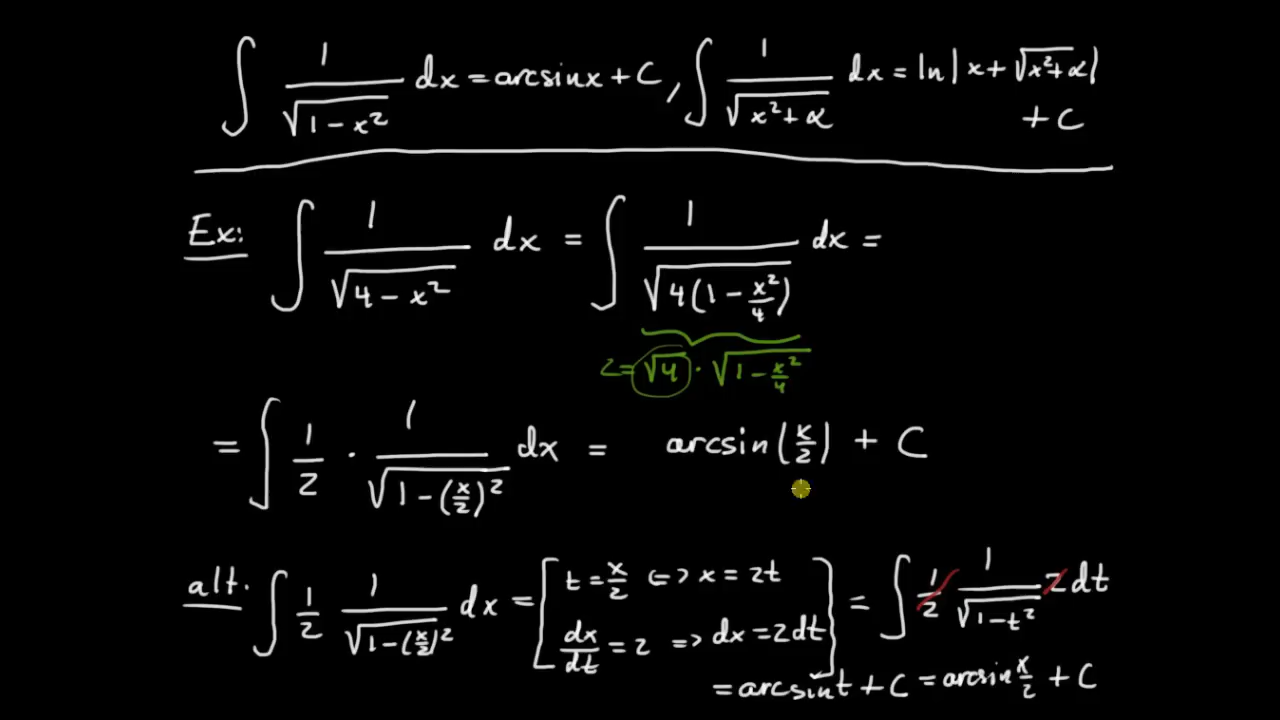 ∫ 1/√(1-x²) dx = arcsinx + C, ∫ 1/√(x²+α) dx = ln|x+√(x²+α)| + C
Ex: ∫ 1/√(4-x²) dx = ∫ 1/√(4(1-x²/4)) dx =
2 = √4 · √(1-x²/4)
= ∫ 1/2 · 1/√(1-(x/2)²) dx = arcsin(x/2) + C
alt. ∫ 1/2 1/√(1-(x/2)²) dx = [t = x/2 <=> x = 2t, dx/dt = 2 => dx = 2dt] = ∫ 1/2 1/√(1-t²) 2dt
= arcsint + C = arcsin x/2 + C